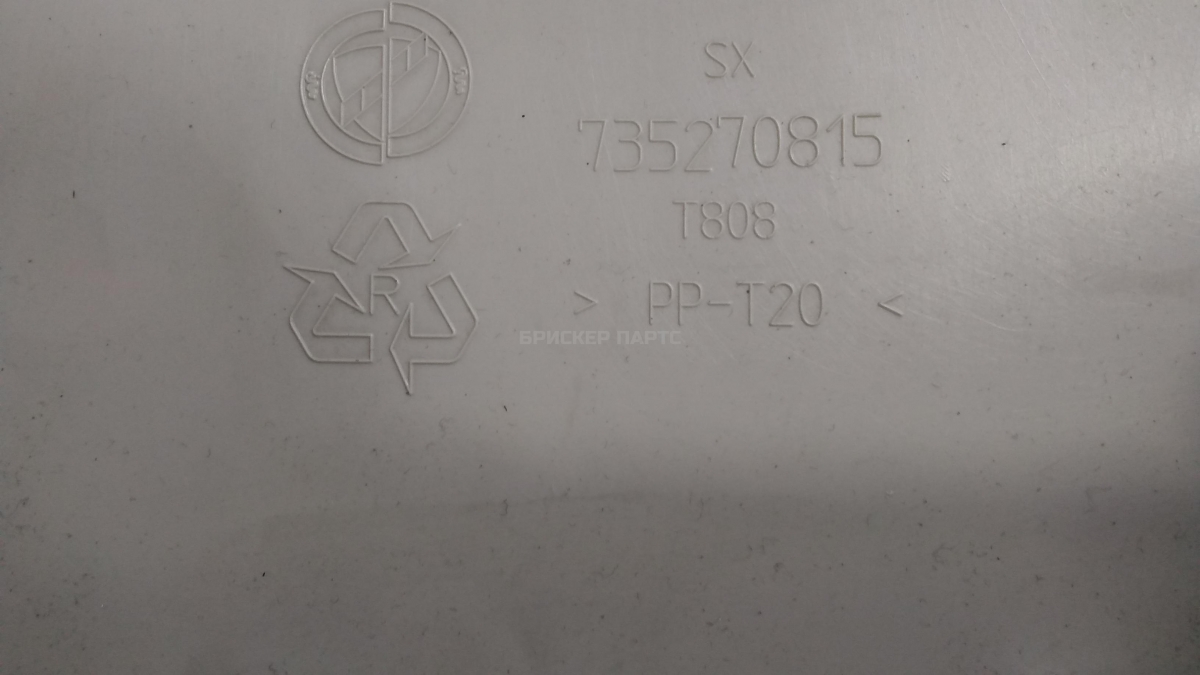 SX
735270815
T808
R
> PP-T20 <
БРИСКЕР ПАРТС